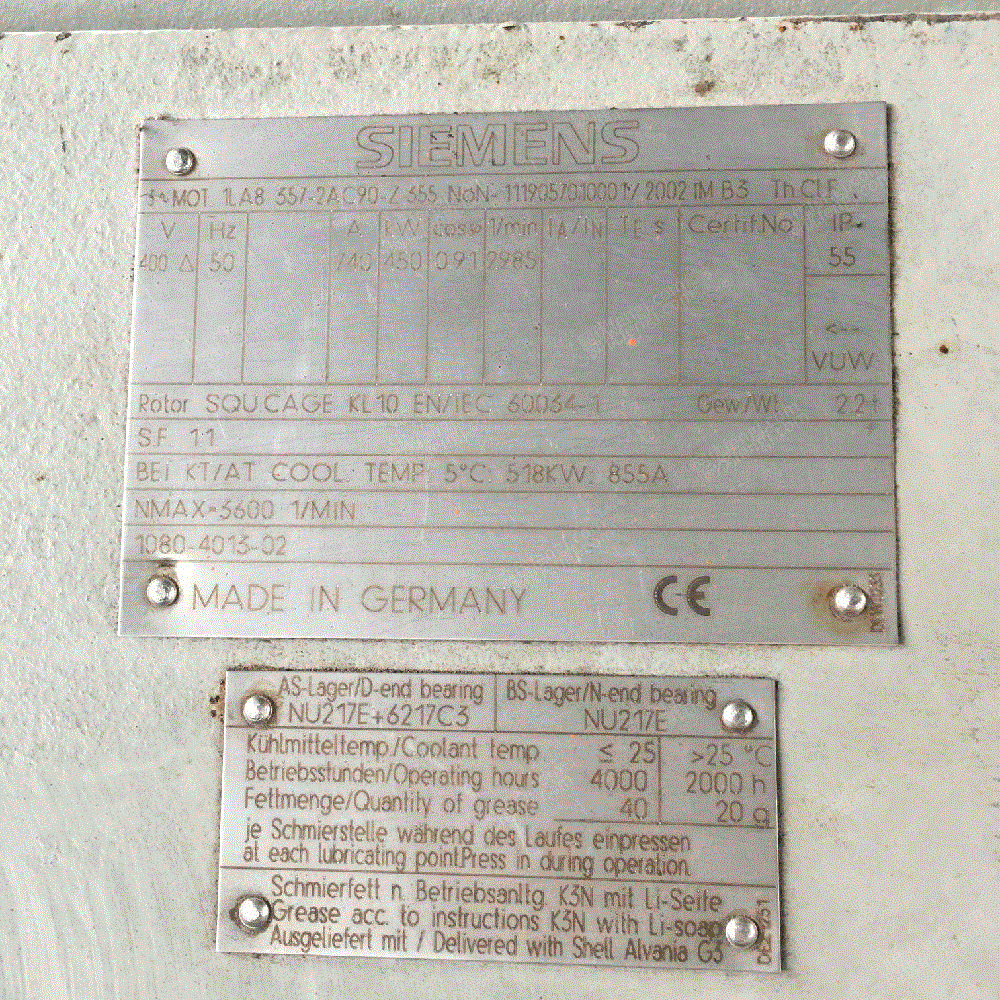 SIEMENS
MOT. 1LA8 357-2AC90-Z 355 NoN- 1119057010001/2002 IM B3 Th.Cl.F
V Hz A kW cosφ 1/min IA/IN TE s Certif.No IP
400 Δ 50 740 450 0.91 2985 55
<--
VUW
Rotor SQU.CAGE KL10 EN/IEC 60034-1 Gew/Wt 2.2t
S.F. 1.1
BEI KT/AT COOL. TEMP. 5°C: 518KW. 855A
NMAX=3600 1/MIN
1080-4013-02
MADE IN GERMANY CE
AS-Lager/D-end bearing BS-Lager/N-end bearing
NU217E+6217C3 NU217E
Kühlmitteltemp./Coolant temp ≤ 25 >25 °C
Betriebsstunden/Operating hours 4000 2000 h
Fettmenge/Quantity of grease 40 20 g
je Schmierstelle während des Laufes einpressen
at each lubricating point.Press in during operation.
Schmierfett n. Betriebsanltg. K3N mit Li-Seife
Grease acc. to instructions K3N with Li-soap
Ausgeliefert mit / Delivered with Shell Alvania G3